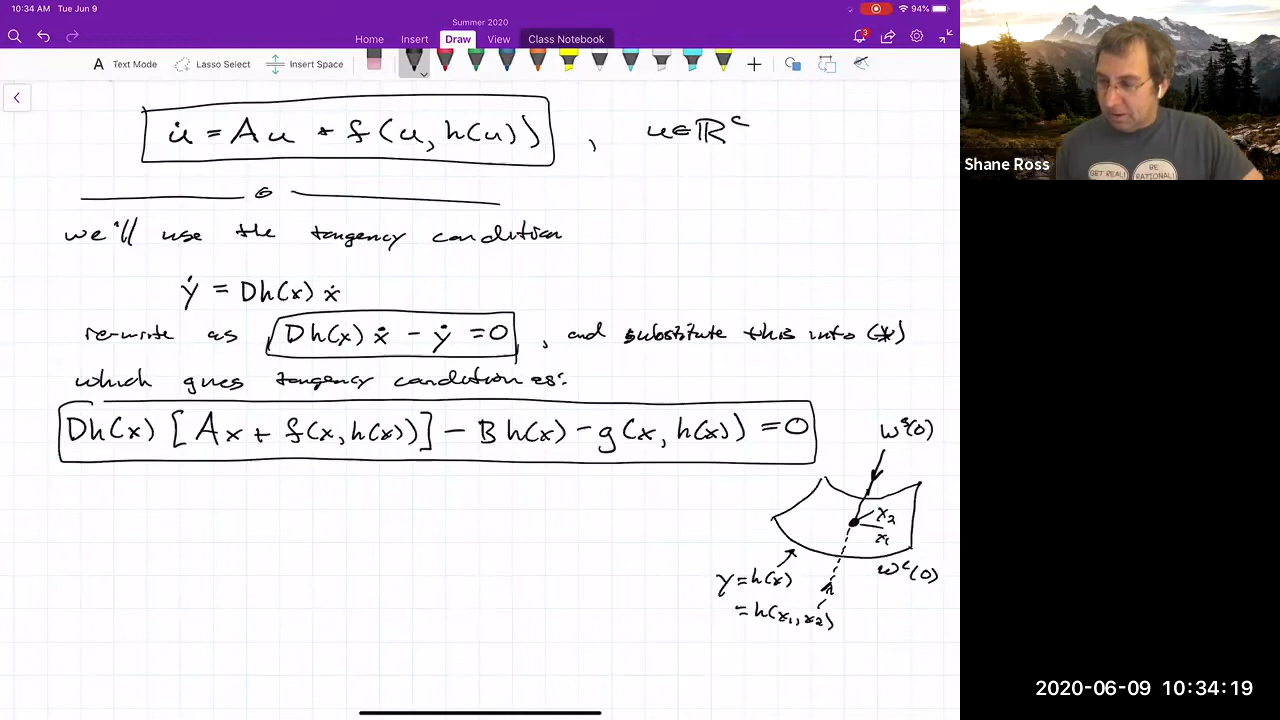 10:34 AM Tue Jun 9
94%
Summer 2020
Home Insert Draw View Class Notebook
3
A Text Mode Lasso Select Insert Space
u̇ = Au + f(u, h(u)) , u ∈ ℝᶜ
we'll use the tangency condition
ẏ = Dh(x) ẋ
re-write as Dh(x) ẋ − ẏ = 0 , and substitute this into (*)
which gives tangency condition as:
Dh(x) [Ax + f(x, h(x))] − B h(x) − g(x, h(x)) = 0
Wˢ(0)
x₂
x₁
Wᶜ(0)
y = h(x)
= h(x₁, x₂)
Shane Ross
GET REAL!
BE RATIONAL!
2020-06-09 10:34:19